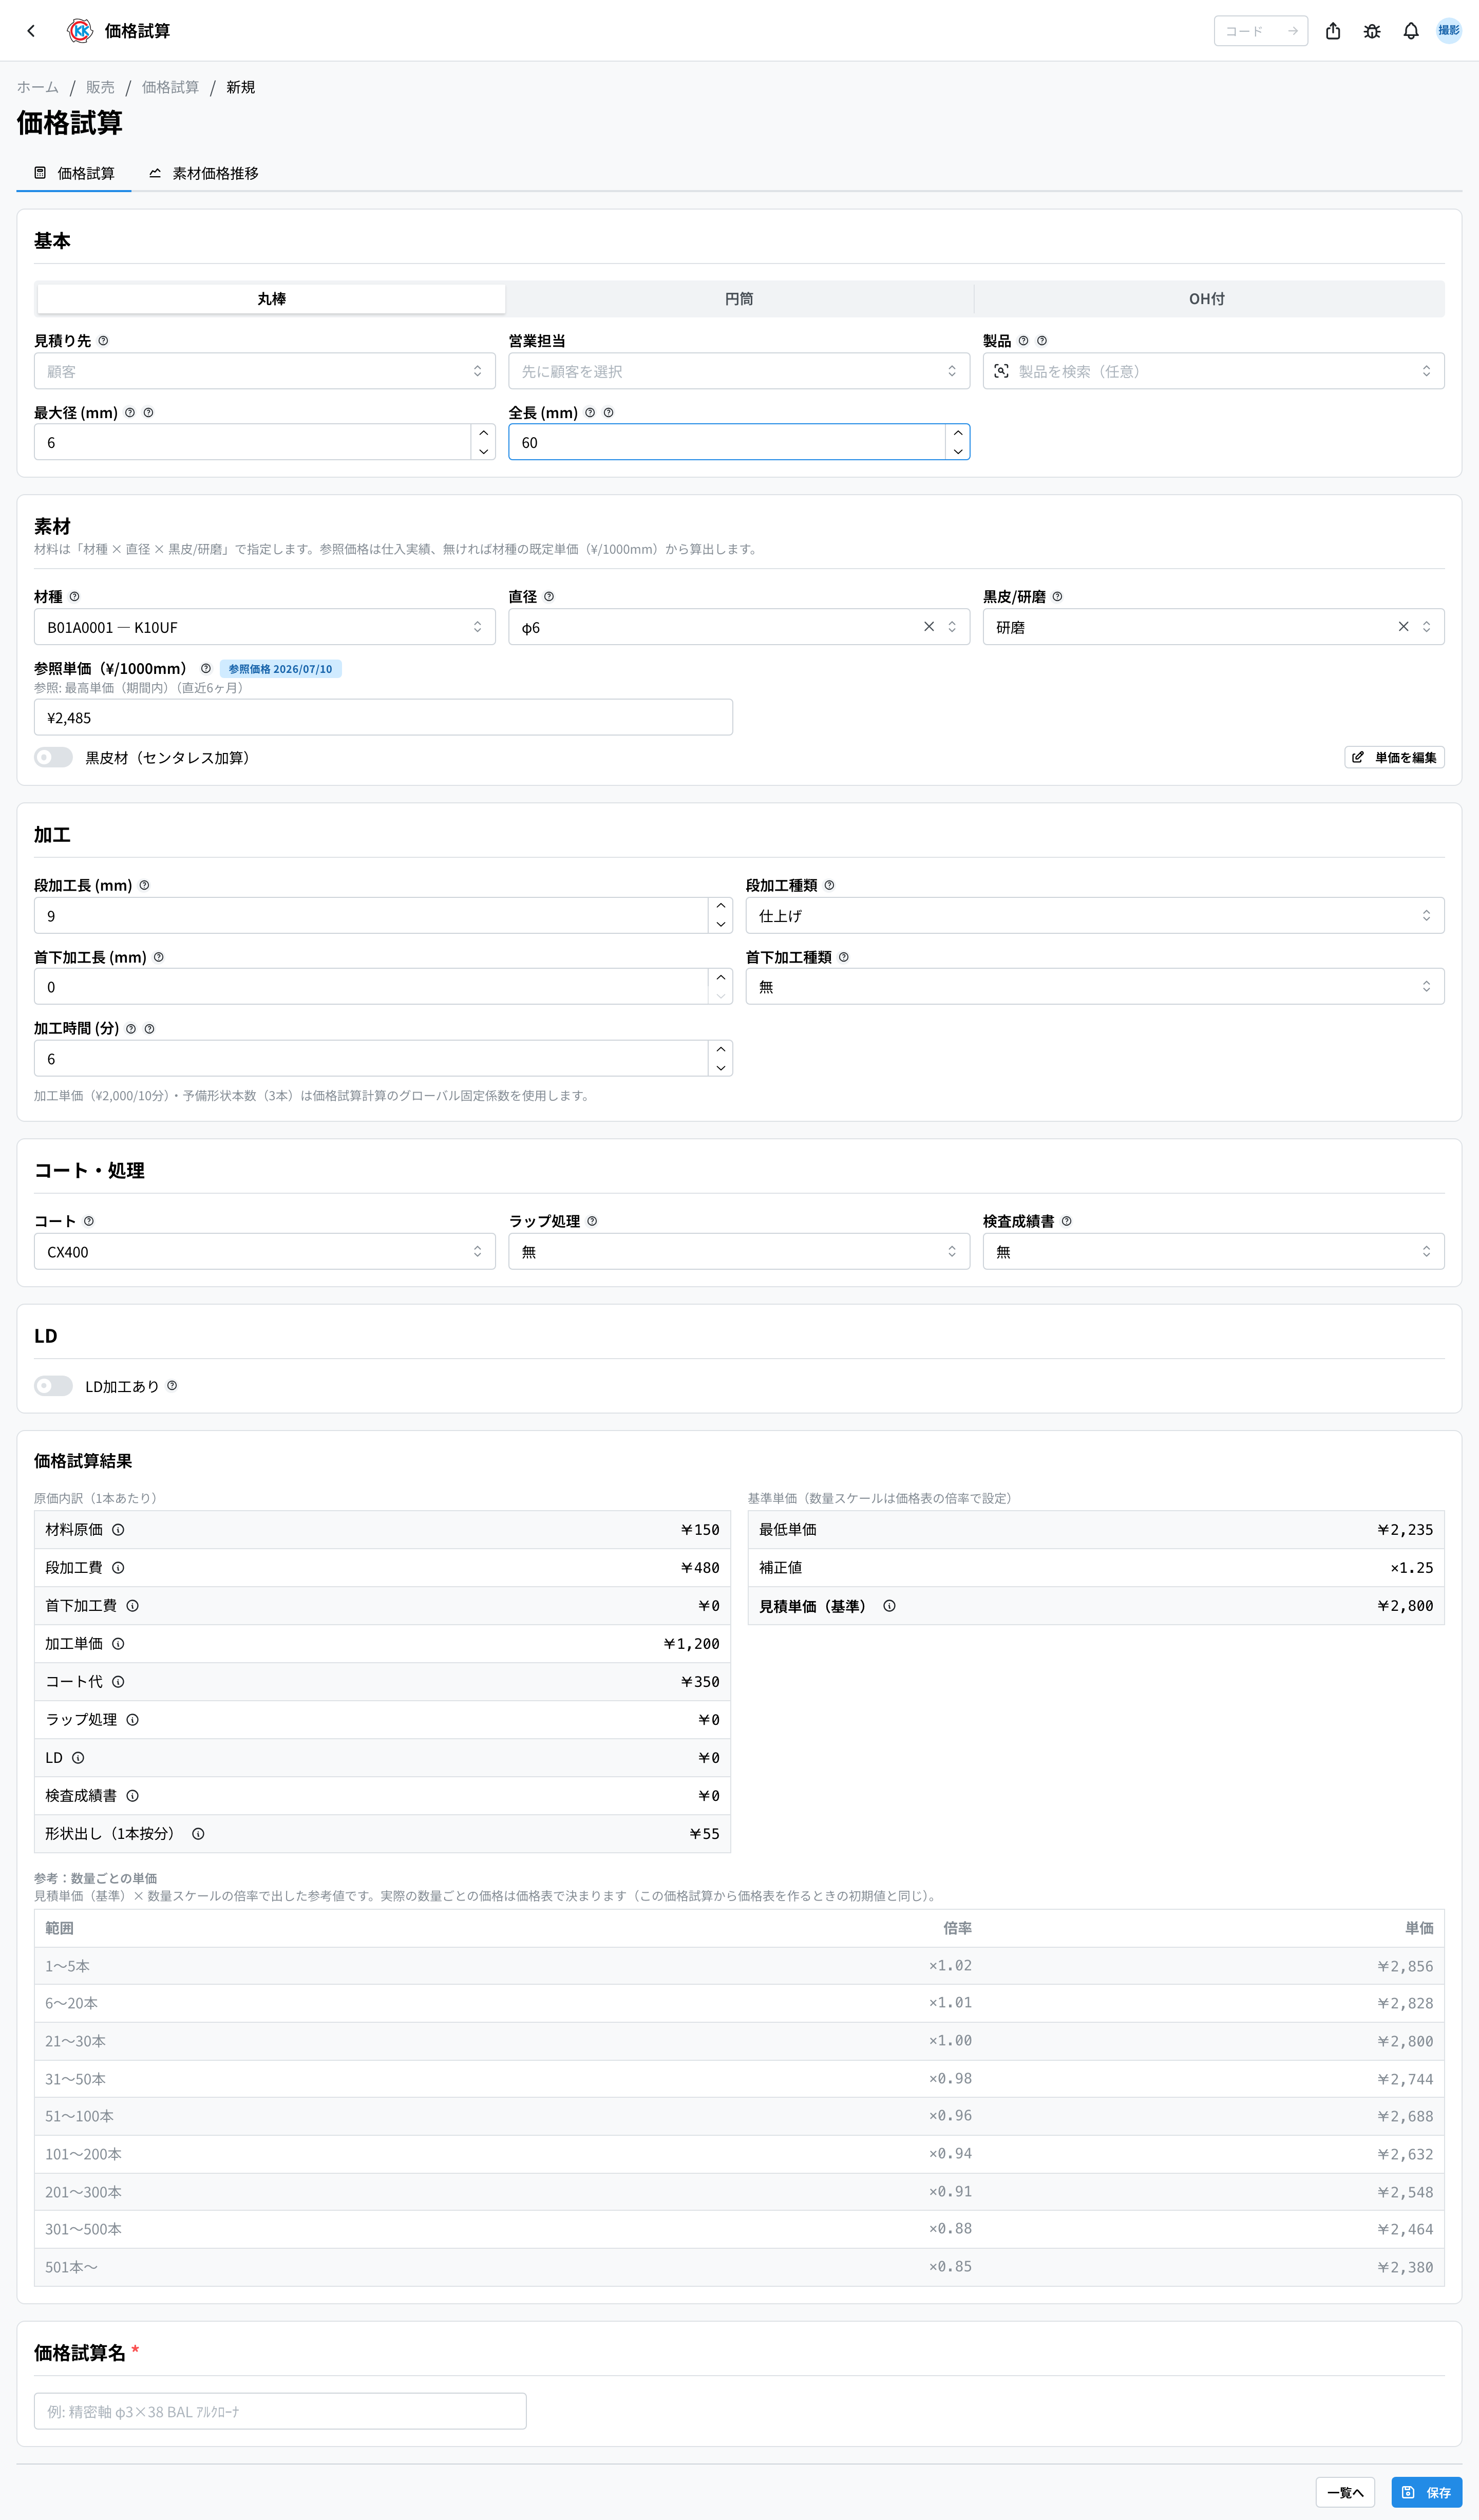 価格試算
コード
撮影
ホーム / 販売 / 価格試算 / 新規
価格試算
価格試算 素材価格推移
基本
丸棒 円筒 OH付
見積り先 営業担当 製品
顧客 先に顧客を選択 製品を検索（任意）
最大径 (mm) 全長 (mm)
6 60
素材
材料は「材種 × 直径 × 黒皮/研磨」で指定します。参照価格は仕入実績、無ければ材種の既定単価（¥/1000mm）から算出します。
材種 直径 黒皮/研磨
B01A0001 — K10UF φ6 研磨
参照単価（¥/1000mm） 参照価格 2026/07/10
参照: 最高単価（期間内）（直近6ヶ月）
¥2,485
黒皮材（センタレス加算） 単価を編集
加工
段加工長 (mm) 段加工種類
9 仕上げ
首下加工長 (mm) 首下加工種類
0 無
加工時間 (分)
6
加工単価（¥2,000/10分）・予備形状本数（3本）は価格試算計算のグローバル固定係数を使用します。
コート・処理
コート ラップ処理 検査成績書
CX400 無 無
LD
LD加工あり
価格試算結果
原価内訳（1本あたり） 基準単価（数量スケールは価格表の倍率で設定）
材料原価 ¥150 最低単価 ¥2,235
段加工費 ¥480 補正値 ×1.25
首下加工費 ¥0 見積単価（基準） ¥2,800
加工単価 ¥1,200
コート代 ¥350
ラップ処理 ¥0
LD ¥0
検査成績書 ¥0
形状出し（1本按分） ¥55
参考：数量ごとの単価
見積単価（基準）× 数量スケールの倍率で出した参考値です。実際の数量ごとの価格は価格表で決まります（この価格試算から価格表を作るときの初期値と同じ）。
範囲 倍率 単価
1〜5本 ×1.02 ¥2,856
6〜20本 ×1.01 ¥2,828
21〜30本 ×1.00 ¥2,800
31〜50本 ×0.98 ¥2,744
51〜100本 ×0.96 ¥2,688
101〜200本 ×0.94 ¥2,632
201〜300本 ×0.91 ¥2,548
301〜500本 ×0.88 ¥2,464
501本〜 ×0.85 ¥2,380
価格試算名 *
例: 精密軸 φ3×38 BAL ｱﾙｸﾛｰﾅ
一覧へ 保存